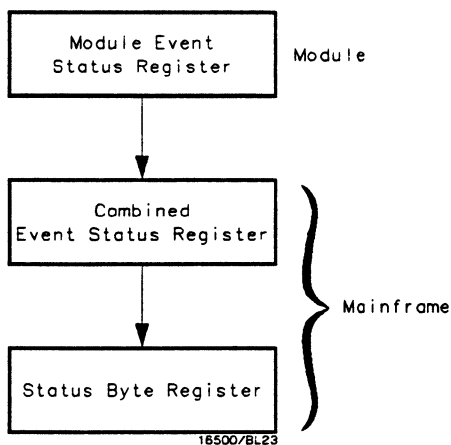 Module Event
Status Register
Module
Combined
Event Status Register
Mainframe
Status Byte Register
16500/BL23